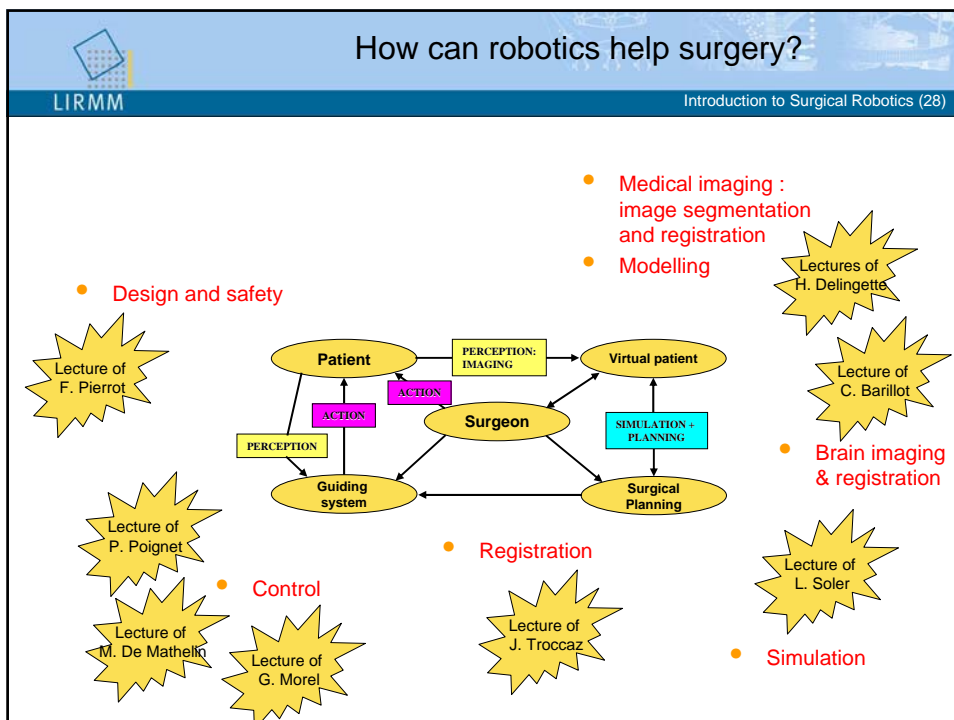 How can robotics help surgery?
LIRMM
Introduction to Surgical Robotics (28)
Medical imaging :
image segmentation
and registration
Modelling
Lectures of
H. Delingette
Design and safety
Lecture of
F. Pierrot
Patient
PERCEPTION:
IMAGING
Virtual patient
Lecture of
C. Barillot
ACTION
ACTION
Surgeon
SIMULATION +
PLANNING
PERCEPTION
Brain imaging
& registration
Guiding
system
Surgical
Planning
Lecture of
P. Poignet
Registration
Lecture of
L. Soler
Control
Lecture of
M. De Mathelin
Lecture of
G. Morel
Lecture of
J. Troccaz
Simulation